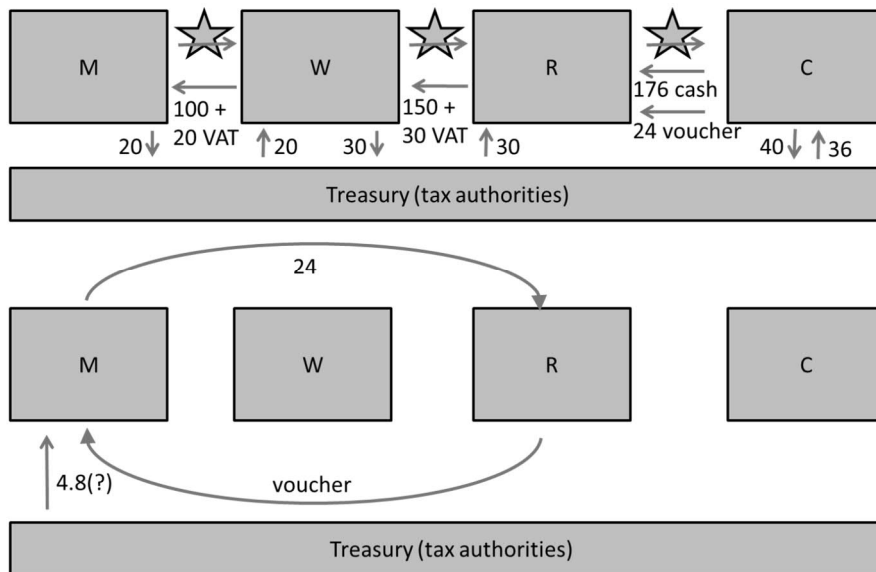 M
W
R
C
100 +
20 VAT
150 +
30 VAT
176 cash
24 voucher
20
20
30
30
40
36
Treasury (tax authorities)
24
M
W
R
C
4.8(?)
voucher
Treasury (tax authorities)